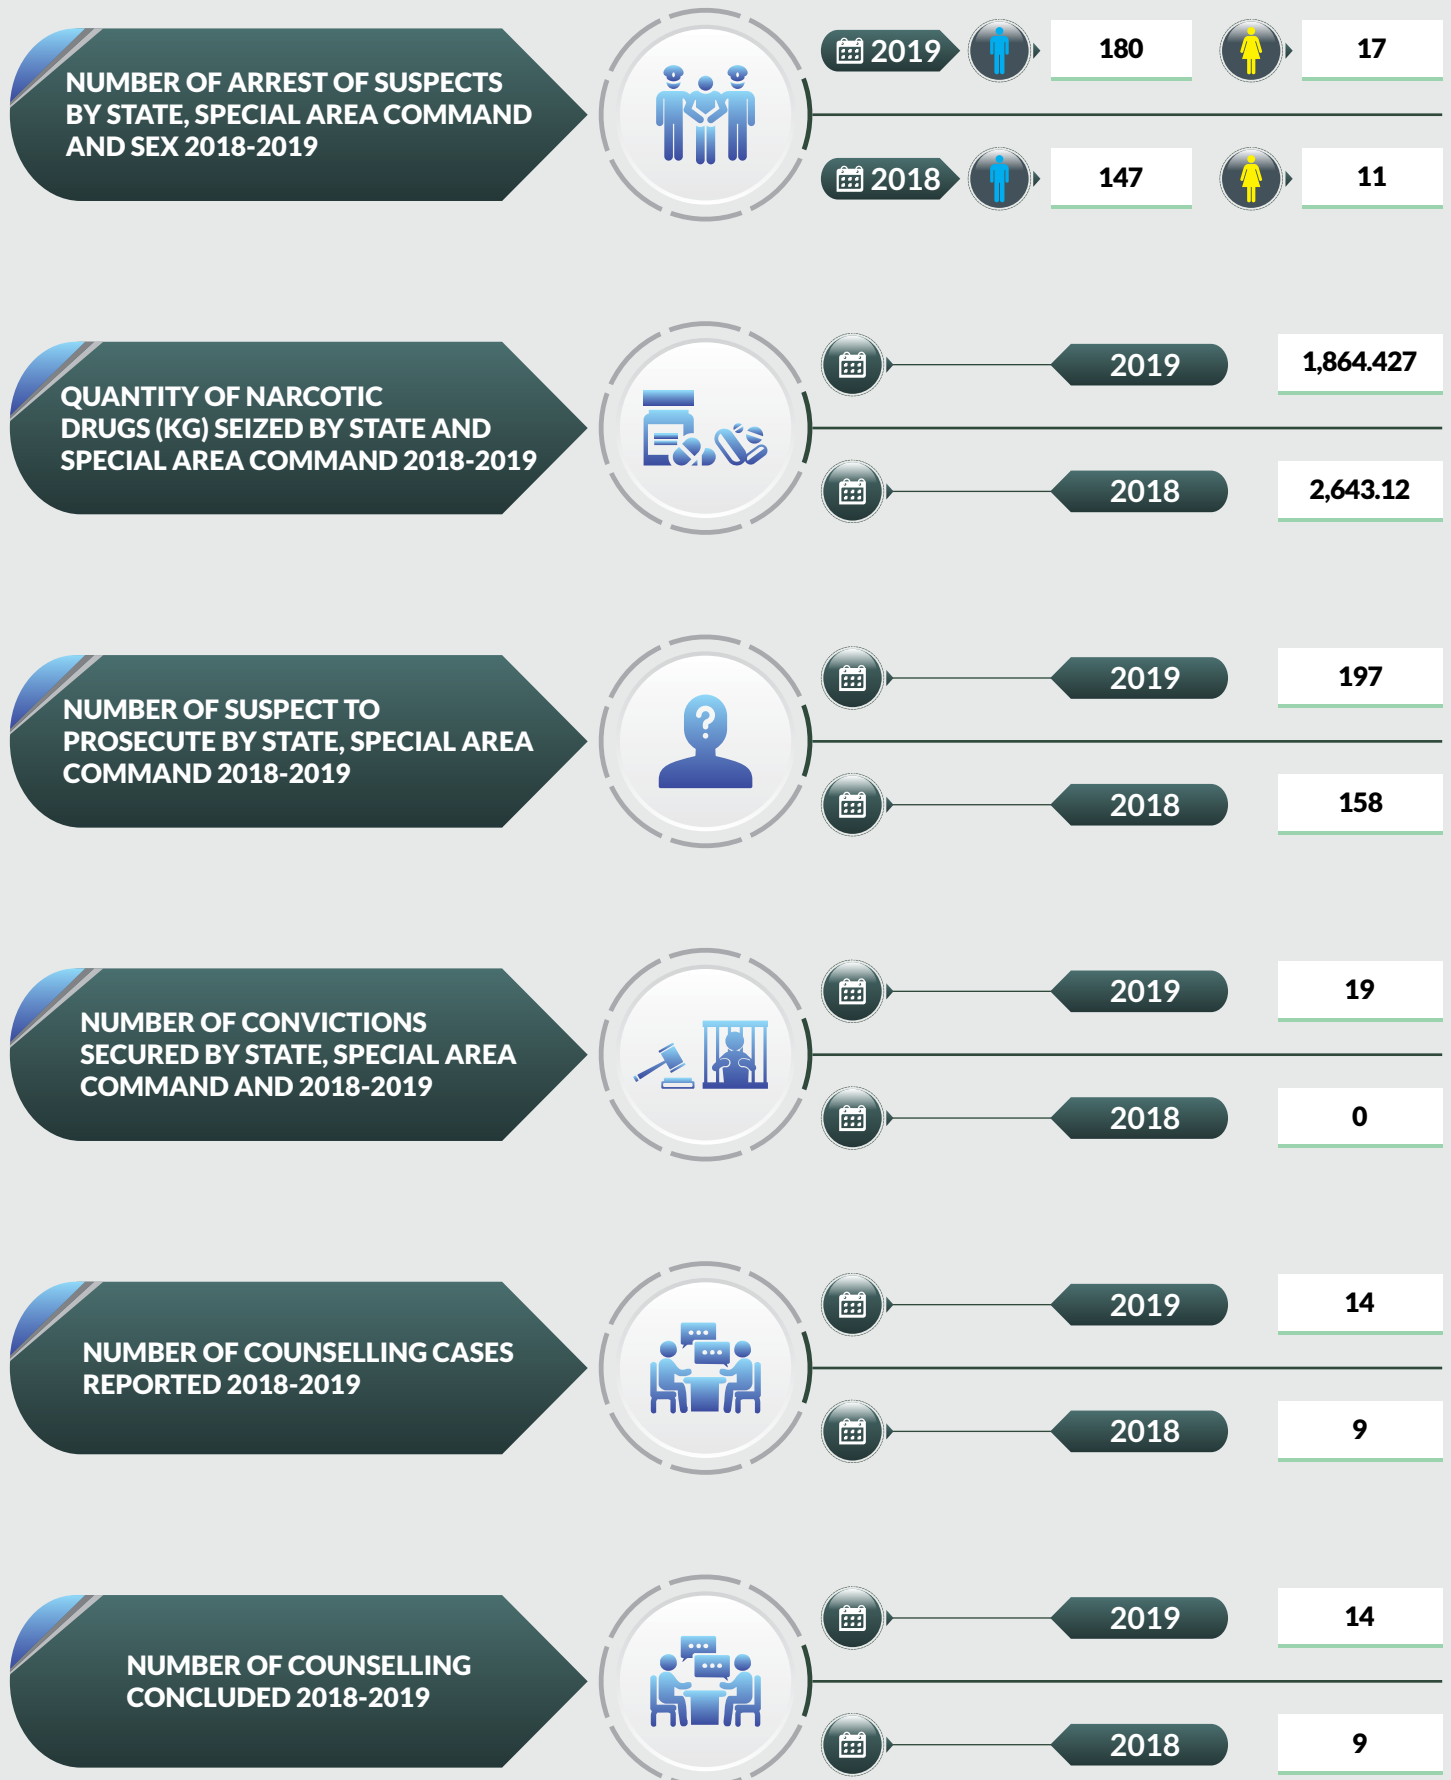 NUMBER OF ARREST OF SUSPECTS
BY STATE, SPECIAL AREA COMMAND
AND SEX 2018-2019
2019
180
17
2018
147
11
QUANTITY OF NARCOTIC
DRUGS (KG) SEIZED BY STATE AND
SPECIAL AREA COMMAND 2018-2019
2019
1,864.427
2018
2,643.12
NUMBER OF SUSPECT TO
PROSECUTE BY STATE, SPECIAL AREA
COMMAND 2018-2019
?
2019
197
2018
158
NUMBER OF CONVICTIONS
SECURED BY STATE, SPECIAL AREA
COMMAND AND 2018-2019
2019
19
2018
0
NUMBER OF COUNSELLING CASES
REPORTED 2018-2019
2019
14
2018
9
NUMBER OF COUNSELLING
CONCLUDED 2018-2019
2019
14
2018
9